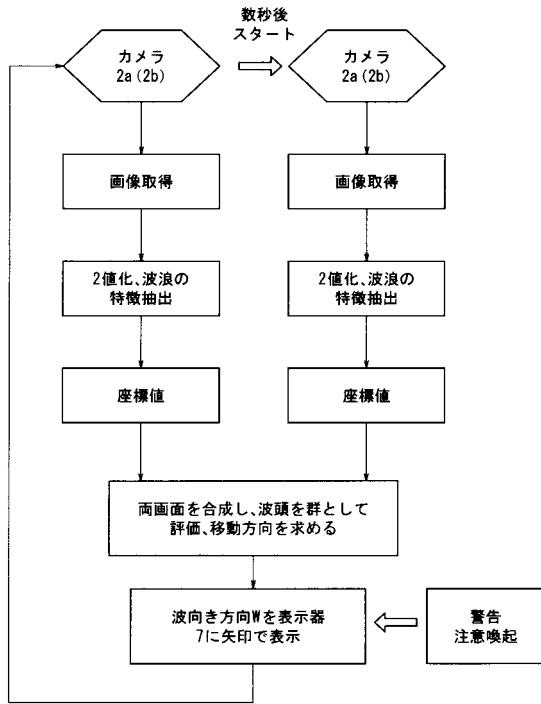 数秒後
スタート
カメラ
2a(2b)
カメラ
2a(2b)
画像取得
画像取得
2値化、波浪の
特徴抽出
2値化、波浪の
特徴抽出
座標値
座標値
両画面を合成し、波頭を群として
評価、移動方向を求める
波向き方向Wを表示器
7に矢印で表示
警告
注意喚起